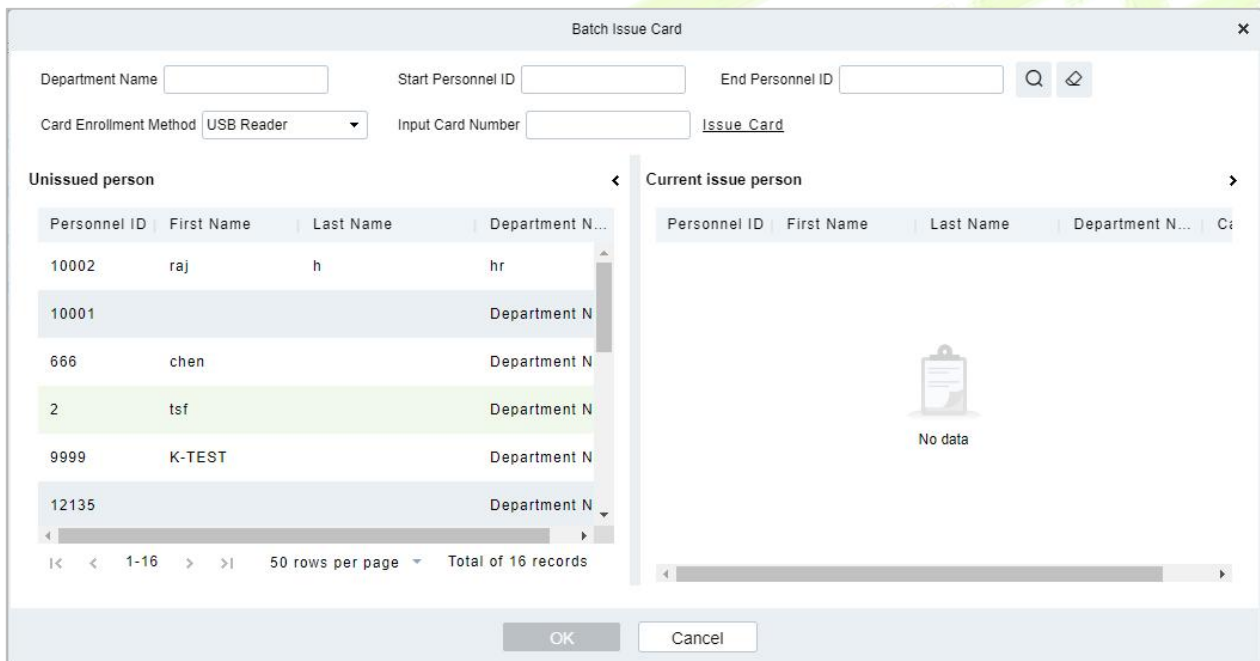 Batch Issue Card ×
Department Name Start Personnel ID End Personnel ID
Card Enrollment Method USB Reader Input Card Number Issue Card
Unissued person Current issue person
Personnel ID First Name Last Name Department N... Personnel ID First Name Last Name Department N... Ca
10002 raj h hr
10001 Department N
666 chen Department N
2 tsf Department N
No data
9999 K-TEST Department N
12135 Department N
1-16 50 rows per page Total of 16 records
OK Cancel